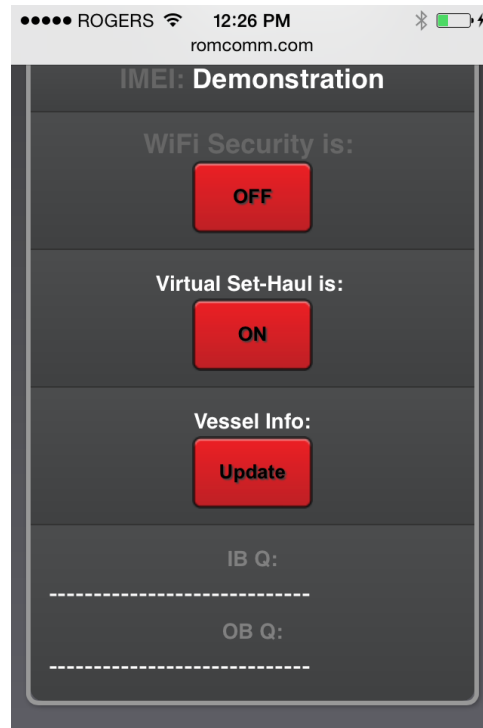 ROGERS 12:26 PM
romcomm.com
IMEI: Demonstration
WiFi Security is:
OFF
Virtual Set-Haul is:
ON
Vessel Info:
Update
IB Q:
-----------------------------
OB Q:
-----------------------------